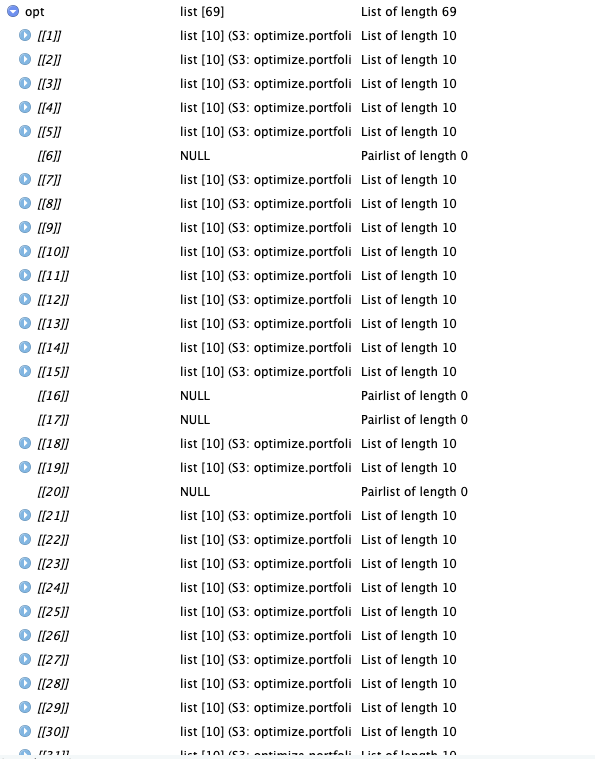 opt list [69] List of length 69
[[1]] list [10] (S3: optimize.portfoli List of length 10
[[2]] list [10] (S3: optimize.portfoli List of length 10
[[3]] list [10] (S3: optimize.portfoli List of length 10
[[4]] list [10] (S3: optimize.portfoli List of length 10
[[5]] list [10] (S3: optimize.portfoli List of length 10
[[6]] NULL Pairlist of length 0
[[7]] list [10] (S3: optimize.portfoli List of length 10
[[8]] list [10] (S3: optimize.portfoli List of length 10
[[9]] list [10] (S3: optimize.portfoli List of length 10
[[10]] list [10] (S3: optimize.portfoli List of length 10
[[11]] list [10] (S3: optimize.portfoli List of length 10
[[12]] list [10] (S3: optimize.portfoli List of length 10
[[13]] list [10] (S3: optimize.portfoli List of length 10
[[14]] list [10] (S3: optimize.portfoli List of length 10
[[15]] list [10] (S3: optimize.portfoli List of length 10
[[16]] NULL Pairlist of length 0
[[17]] NULL Pairlist of length 0
[[18]] list [10] (S3: optimize.portfoli List of length 10
[[19]] list [10] (S3: optimize.portfoli List of length 10
[[20]] NULL Pairlist of length 0
[[21]] list [10] (S3: optimize.portfoli List of length 10
[[22]] list [10] (S3: optimize.portfoli List of length 10
[[23]] list [10] (S3: optimize.portfoli List of length 10
[[24]] list [10] (S3: optimize.portfoli List of length 10
[[25]] list [10] (S3: optimize.portfoli List of length 10
[[26]] list [10] (S3: optimize.portfoli List of length 10
[[27]] list [10] (S3: optimize.portfoli List of length 10
[[28]] list [10] (S3: optimize.portfoli List of length 10
[[29]] list [10] (S3: optimize.portfoli List of length 10
[[30]] list [10] (S3: optimize.portfoli List of length 10
[[31]] list [10] (S3: optimize.portfoli List of length 10